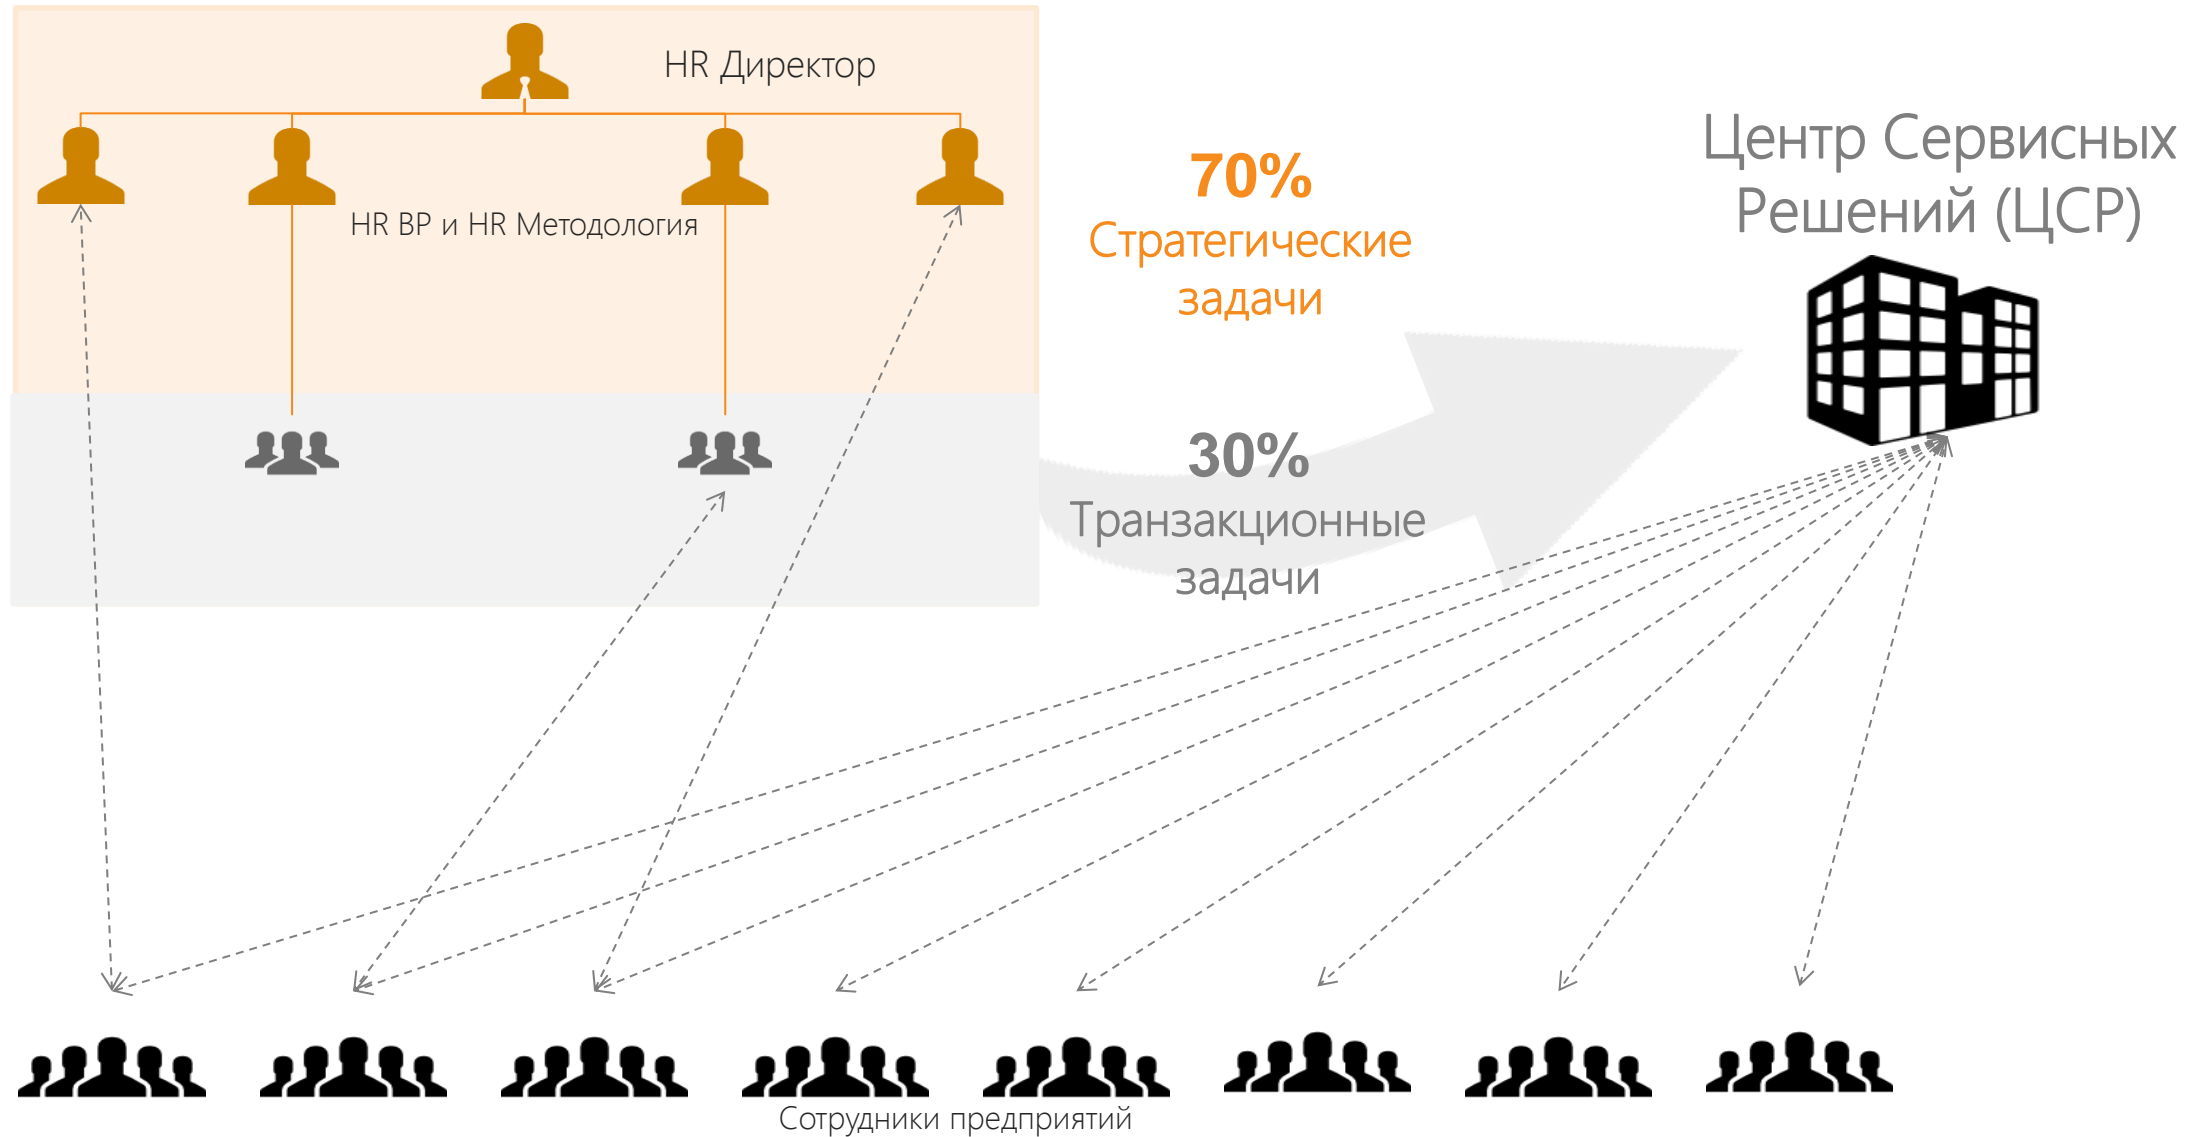 HR Директор
HR BP и HR Методология
70%
Стратегические
задачи
30%
Транзакционные
задачи
Центр Сервисных
Решений (ЦСР)
Сотрудники предприятий